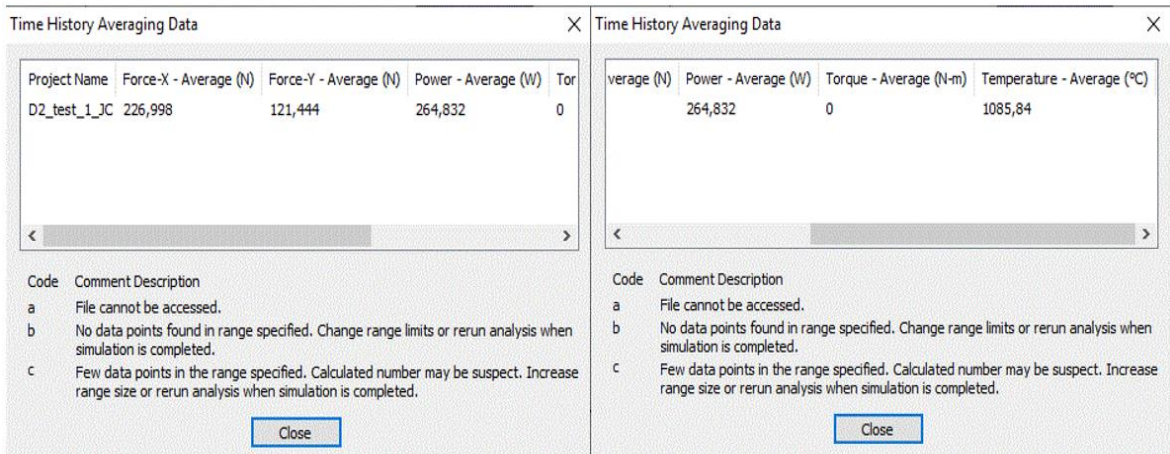 Time History Averaging Data
Project Name Force-X - Average (N) Force-Y - Average (N) Power - Average (W) Tor
D2_test_1_JC 226,998 121,444 264,832 0
Code Comment Description
a File cannot be accessed.
b No data points found in range specified. Change range limits or rerun analysis when
simulation is completed.
c Few data points in the range specified. Calculated number may be suspect. Increase
range size or rerun analysis when simulation is completed.
Close
Time History Averaging Data
verage (N) Power - Average (W) Torque - Average (N-m) Temperature - Average (ºC)
264,832 0 1085,84
Code Comment Description
a File cannot be accessed.
b No data points found in range specified. Change range limits or rerun analysis when
simulation is completed.
c Few data points in the range specified. Calculated number may be suspect. Increase
range size or rerun analysis when simulation is completed.
Close